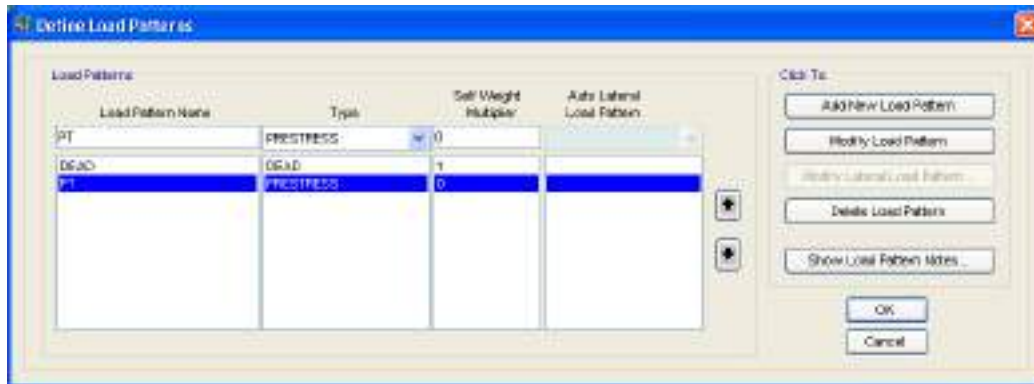 Define Load Patterns
Load Patterns
Click To:
Load Pattern Name
Type
Self Weight Multiplier
Auto Lateral Load Pattern
PT
PRESTRESS
0
DEAD
DEAD
1
PT
PRESTRESS
0
Add New Load Pattern
Modify Load Pattern
Modify Lateral Load Pattern...
Delete Load Pattern
Show Load Pattern Notes...
OK
Cancel